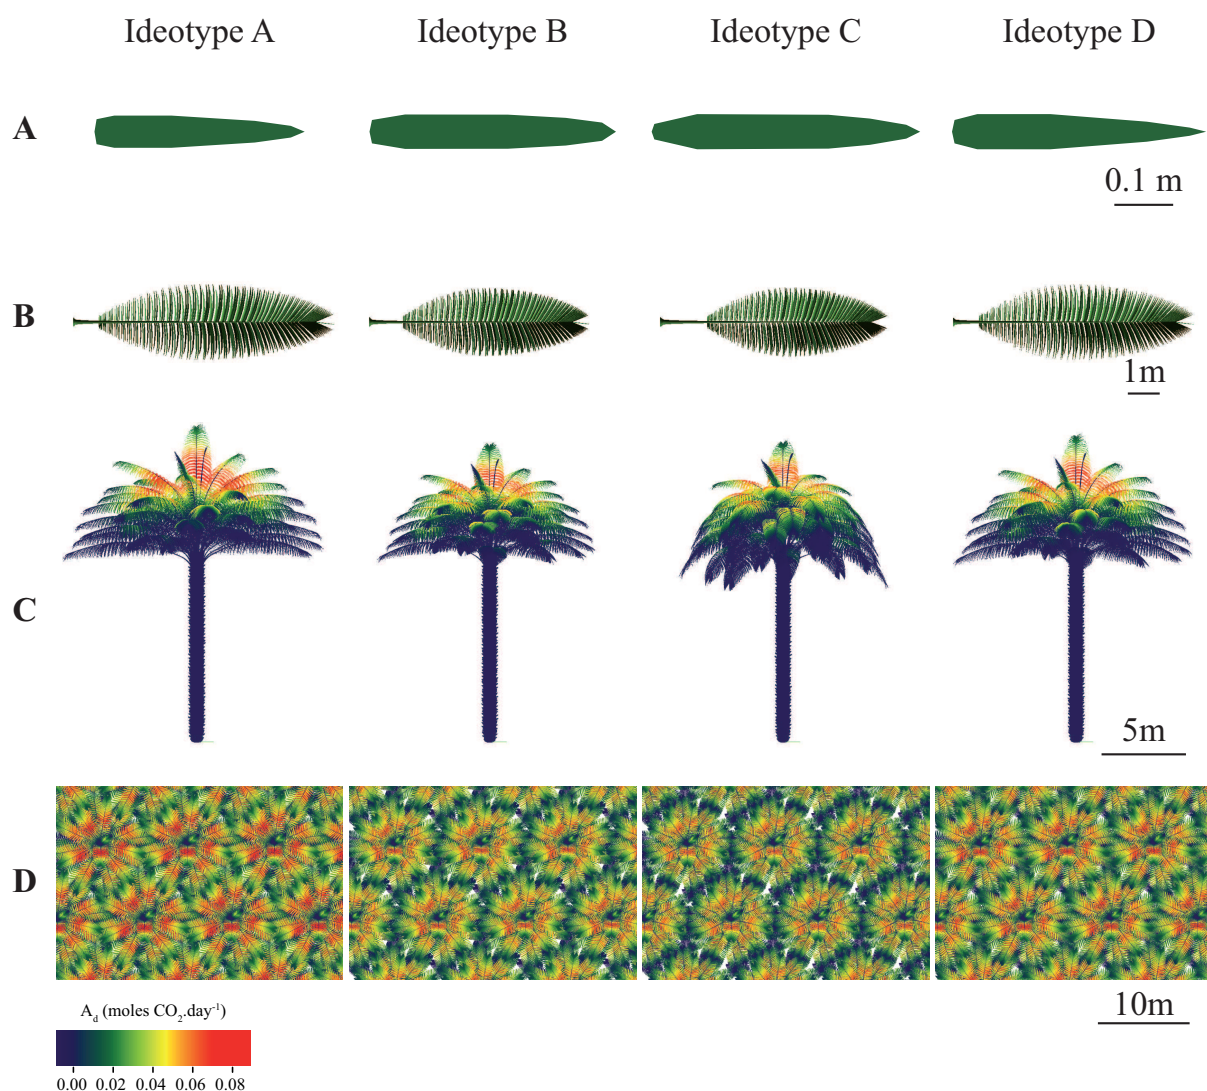 Ideotype A Ideotype B Ideotype C Ideotype D
A
0.1 m
B
1m
C
5m
D
10m
A_d (moles CO₂.day⁻¹)
0.00 0.02 0.04 0.06 0.08